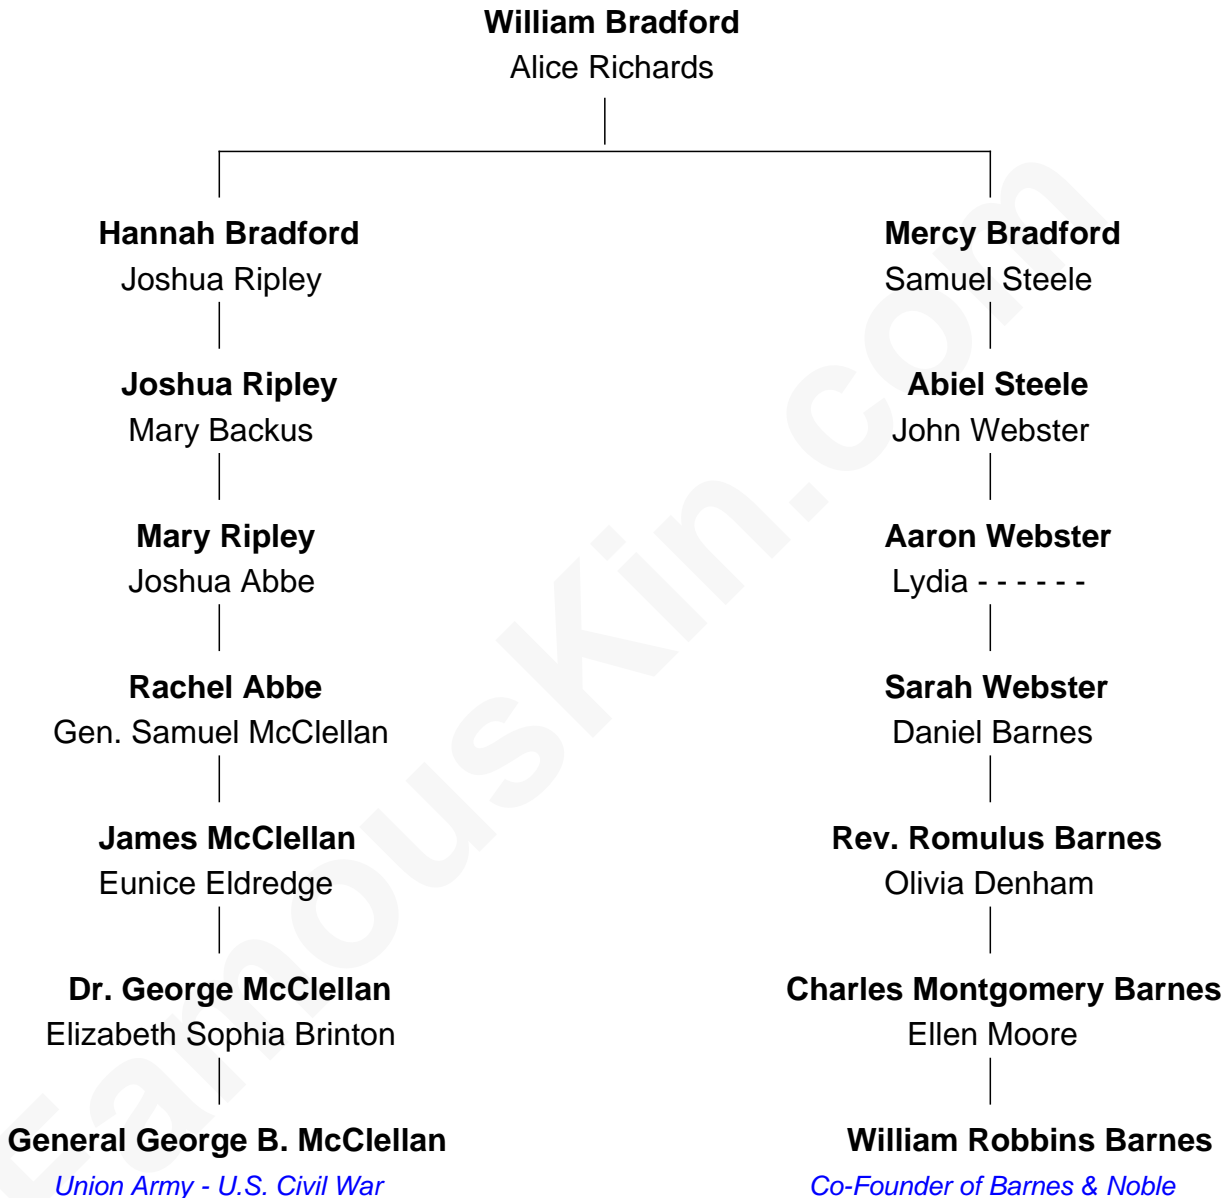 William Bradford
Alice Richards
Hannah Bradford
Joshua Ripley
Mercy Bradford
Samuel Steele
Joshua Ripley
Mary Backus
Abiel Steele
John Webster
Mary Ripley
Joshua Abbe
Aaron Webster
Lydia - - - - - -
Rachel Abbe
Gen. Samuel McClellan
Sarah Webster
Daniel Barnes
James McClellan
Eunice Eldredge
Rev. Romulus Barnes
Olivia Denham
Dr. George McClellan
Elizabeth Sophia Brinton
Charles Montgomery Barnes
Ellen Moore
General George B. McClellan
Union Army - U.S. Civil War
William Robbins Barnes
Co-Founder of Barnes & Noble
FamousKin.com